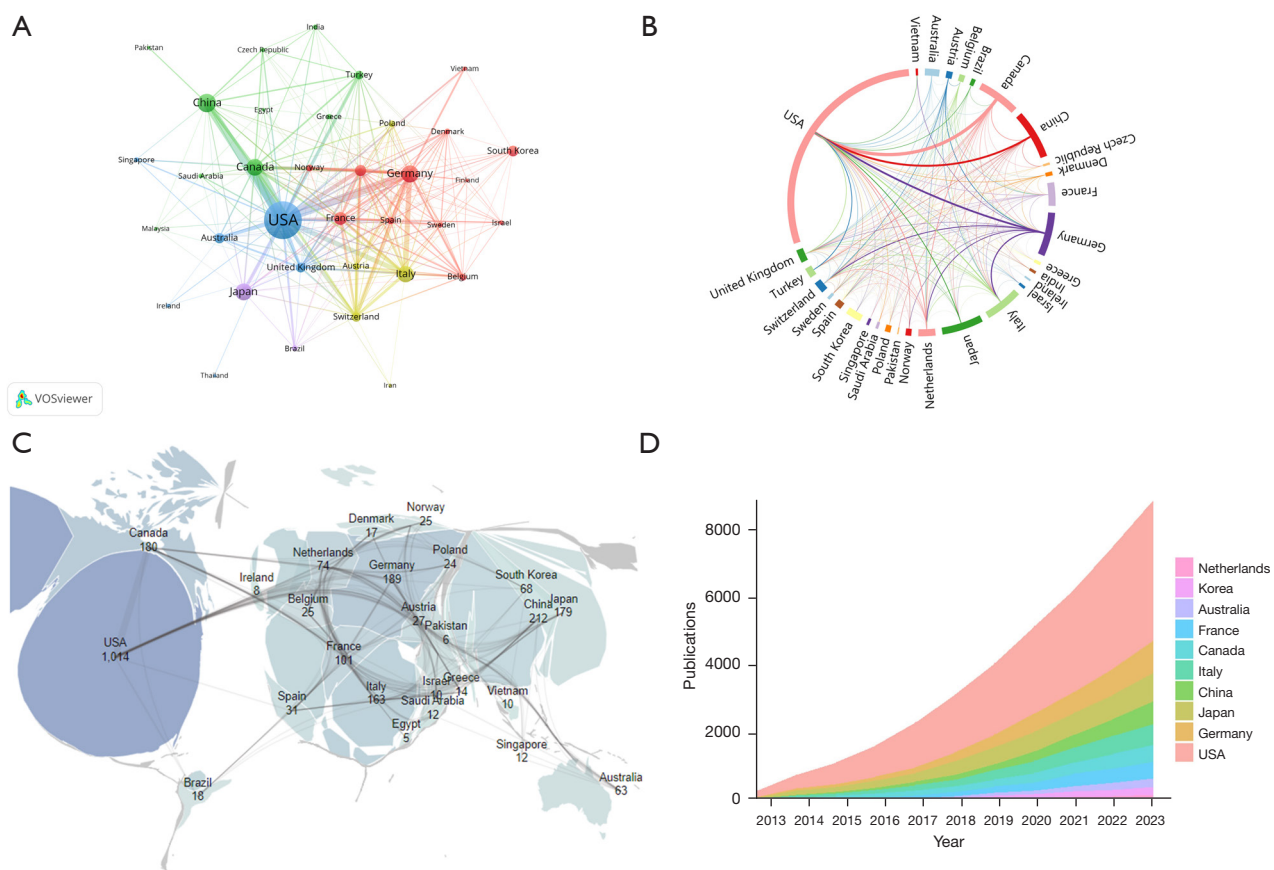 A
India
Pakistan
Czech Republic
Turkey
Vietnam
China
Egypt
Greece
Poland
Denmark
South Korea
Singapore
Canada
Norway
Germany
Saudi Arabia
Finland
USA
France
Spain
Sweden
Israel
Malaysia
Australia
United Kingdom
Austria
Italy
Belgium
Japan
Ireland
Switzerland
Brazil
Thailand
Iran
VOSviewer
B
Vietnam
Australia
Austria
Belgium
Brazil
Canada
China
Czech Republic
Denmark
France
Germany
Greece
India
Ireland
Israel
Italy
Japan
Netherlands
Norway
Pakistan
Poland
Saudi Arabia
Singapore
South Korea
Spain
Sweden
Switzerland
Turkey
United Kingdom
USA
C
Canada
180
USA
1,014
Brazil
18
Ireland
8
Denmark
17
Norway
25
Netherlands
74
Germany
189
Poland
24
South Korea
68
Belgium
25
Austria
27
China
212
Japan
179
Pakistan
6
France
101
Italy
163
Israel
10
Greece
14
Spain
31
Saudi Arabia
12
Egypt
5
Vietnam
10
Singapore
12
Australia
63
D
Publications
8000
6000
4000
2000
0
2013 2014 2015 2016 2017 2018 2019 2020 2021 2022 2023
Year
Netherlands
Korea
Australia
France
Canada
Italy
China
Japan
Germany
USA